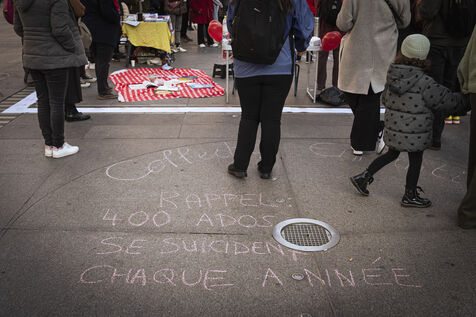 RAPPEL:
400 ADOS
SE SUICIDENT
CHAQUE ANNÉE